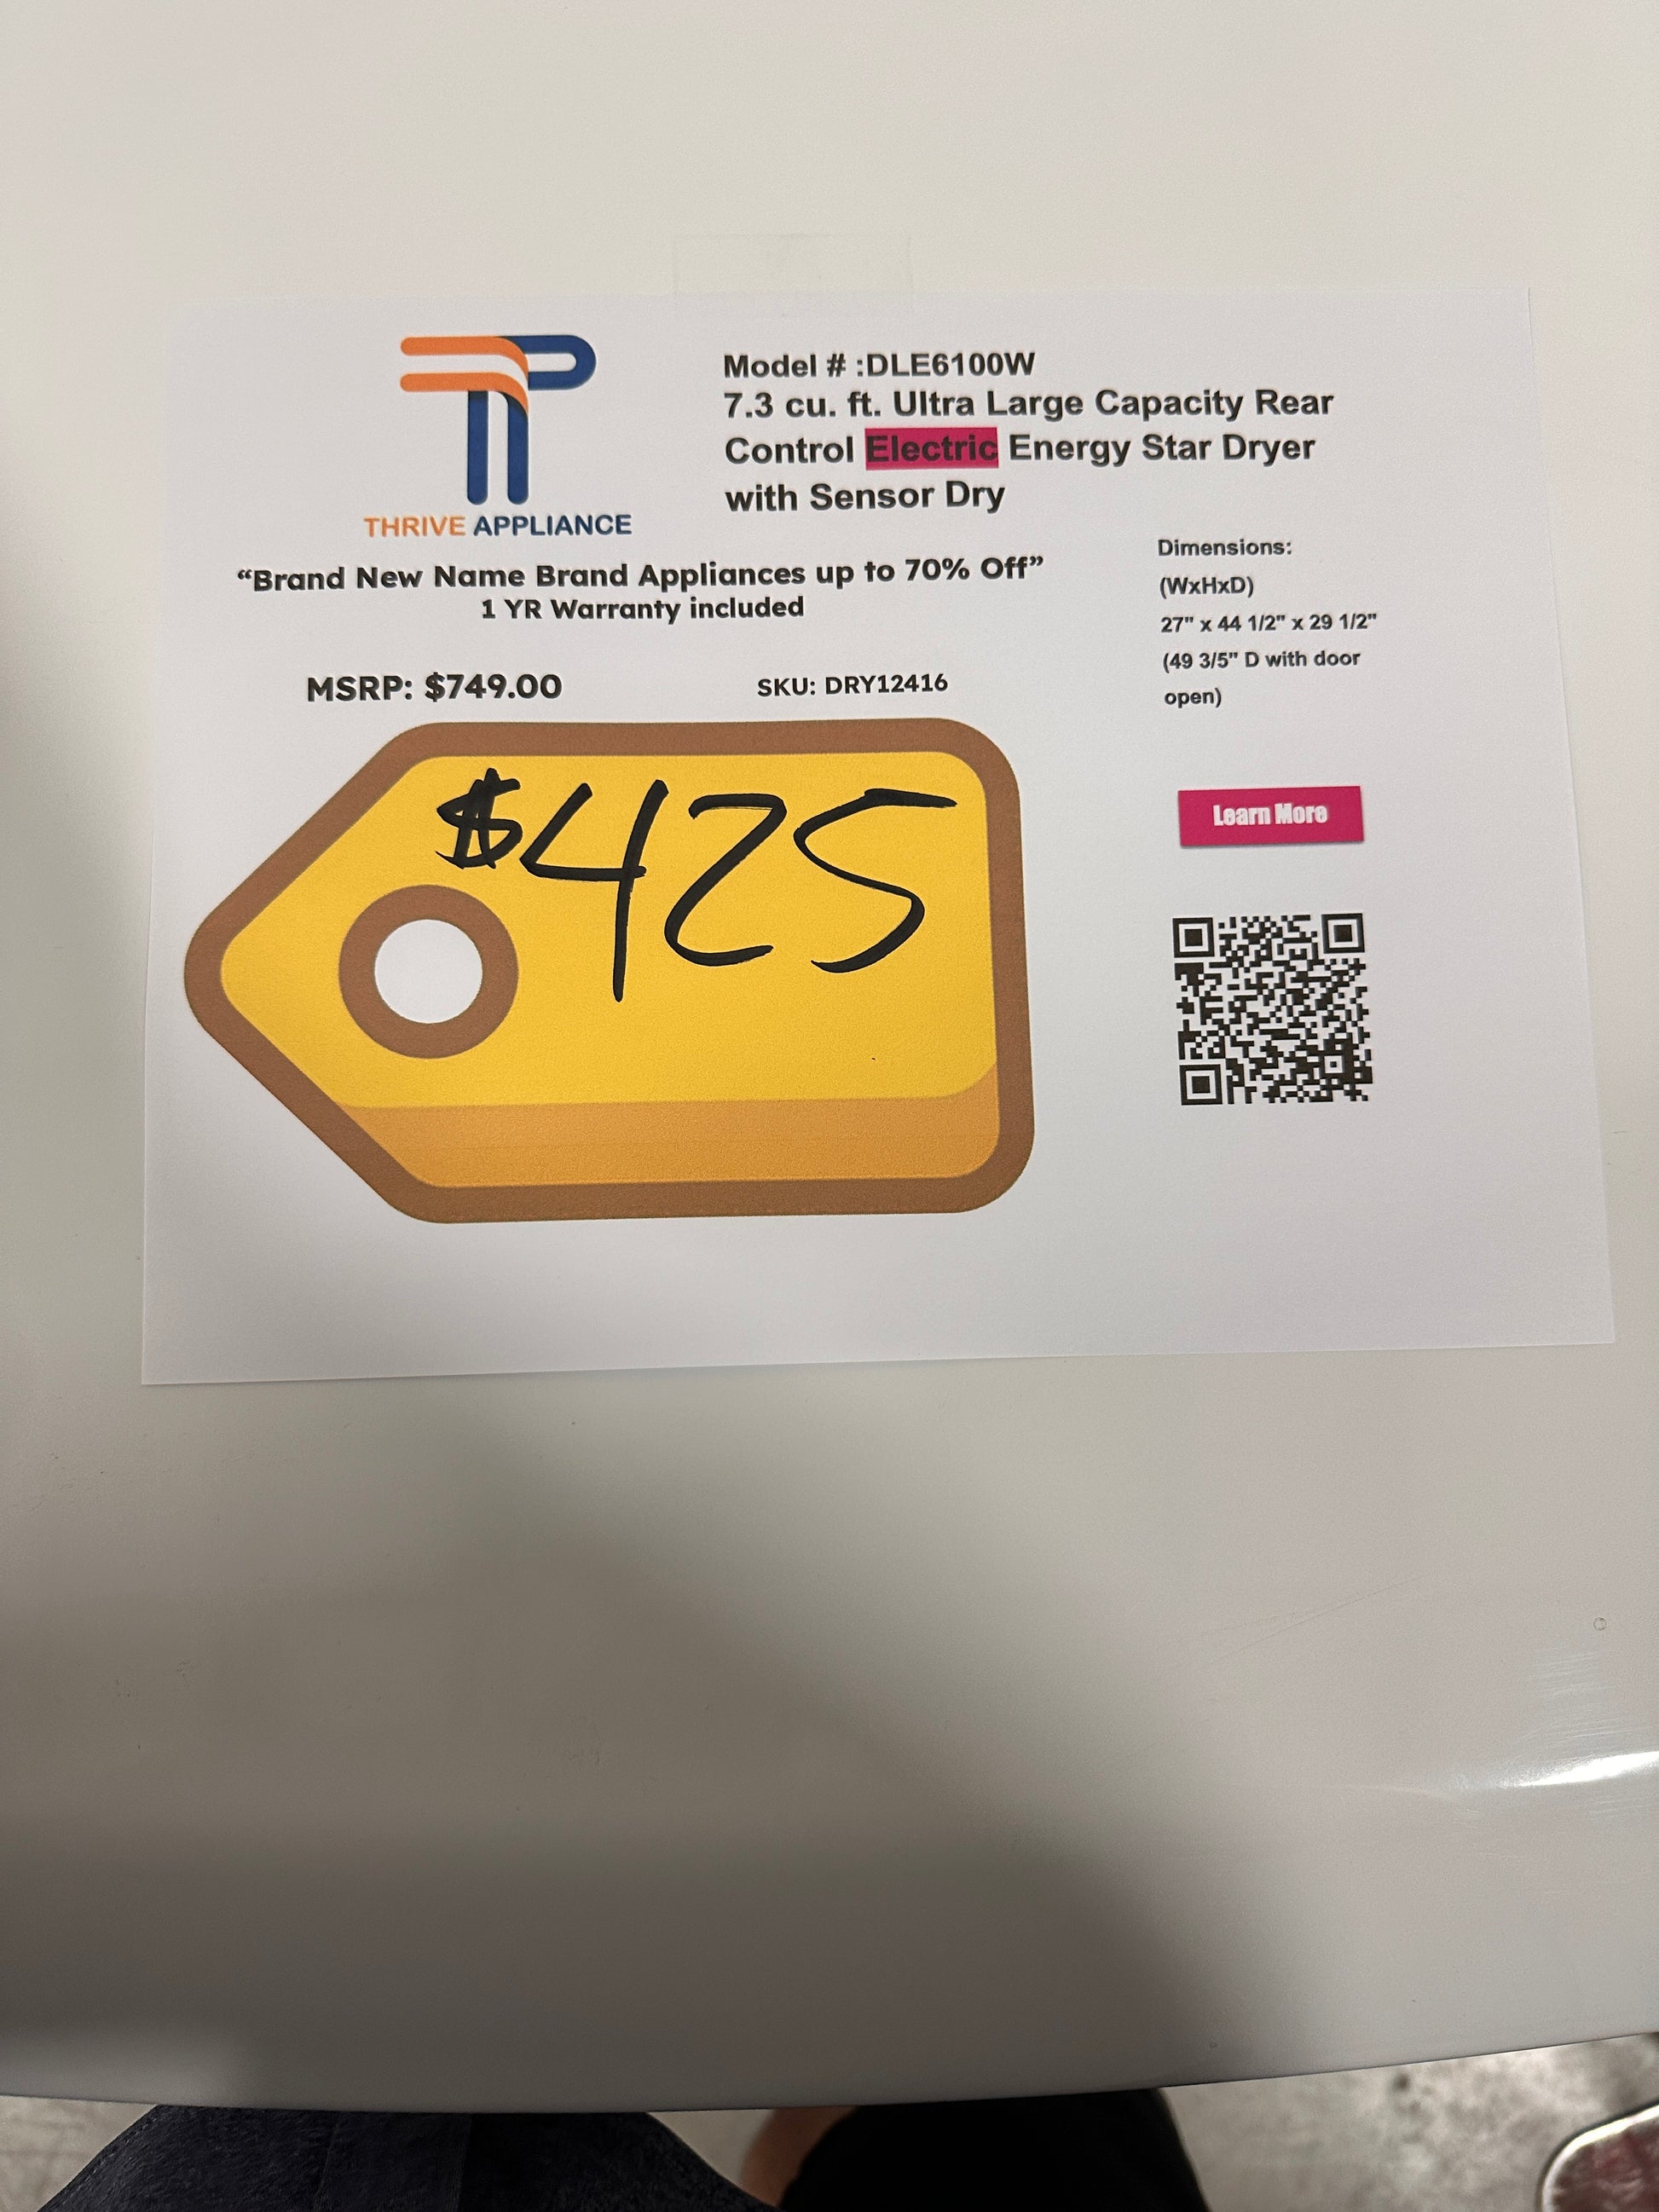 THRIVE APPLIANCE
Model # :DLE6100W
7.3 cu. ft. Ultra Large Capacity Rear
Control Electric Energy Star Dryer
with Sensor Dry
“Brand New Name Brand Appliances up to 70% Off”
1 YR Warranty included
MSRP: $749.00
SKU: DRY12416
Dimensions:
(WxHxD)
27" x 44 1/2" x 29 1/2"
(49 3/5" D with door
open)
$425
Learn More